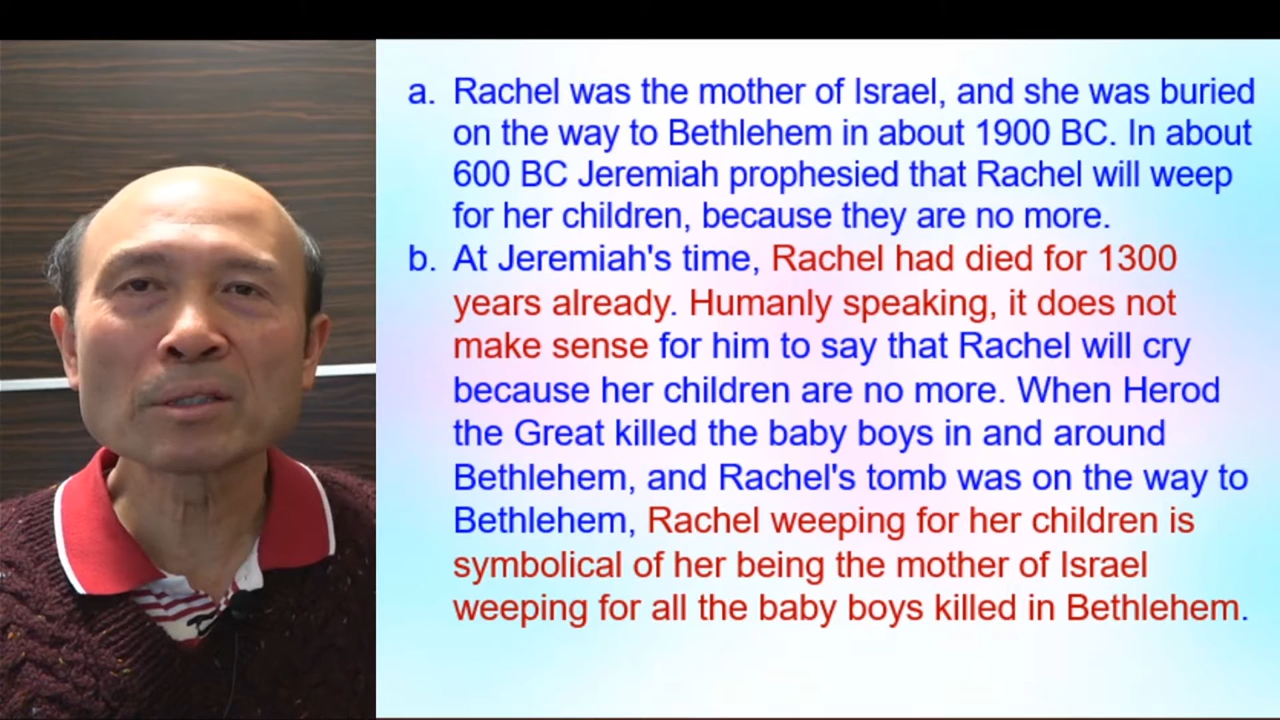 a. Rachel was the mother of Israel, and she was buried
on the way to Bethlehem in about 1900 BC. In about
600 BC Jeremiah prophesied that Rachel will weep
for her children, because they are no more.
b. At Jeremiah's time, Rachel had died for 1300
years already. Humanly speaking, it does not
make sense for him to say that Rachel will cry
because her children are no more. When Herod
the Great killed the baby boys in and around
Bethlehem, and Rachel's tomb was on the way to
Bethlehem, Rachel weeping for her children is
symbolical of her being the mother of Israel
weeping for all the baby boys killed in Bethlehem.